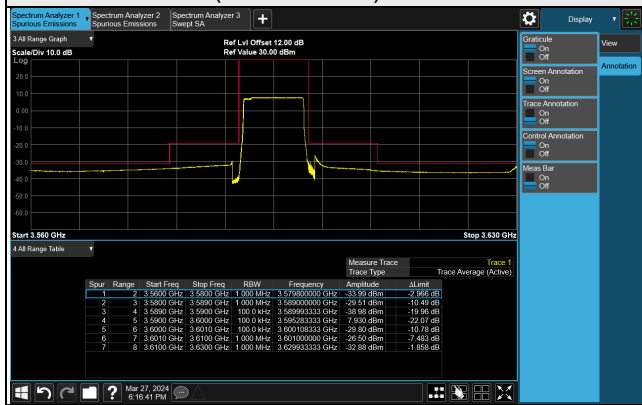 Spectrum Analyzer 1
Spurious Emissions
Spectrum Analyzer 2
Spurious Emissions
Spectrum Analyzer 3
Swept SA
Display
3 All Range Graph
Scale/Div 10.0 dB
Ref Lvl Offset 12.00 dB
Ref Value 30.00 dBm
Log
20.0
10.0
0.00
-10.0
-20.0
-30.0
-40.0
-50.0
-60.0
Start 3.560 GHz
Stop 3.630 GHz
Graticule
On
Off
Screen Annotation
On
Off
Trace Annotation
On
Off
Control Annotation
On
Off
Meas Bar
On
Off
View
Annotation
4 All Range Table
Measure Trace Trace 1
Trace Type Trace Average (Active)
Spur Range Start Freq Stop Freq RBW Frequency Amplitude ΔLimit
1 2 3.5600 GHz 3.5800 GHz 1.000 MHz 3.579800000 GHz -33.99 dBm -2.966 dB
2 3 3.5800 GHz 3.5890 GHz 1.000 MHz 3.589000000 GHz -29.51 dBm -10.49 dB
3 4 3.5890 GHz 3.5900 GHz 100.0 kHz 3.589993333 GHz -38.98 dBm -19.96 dB
4 5 3.5900 GHz 3.6000 GHz 100.0 kHz 3.595283333 GHz 7.930 dBm -22.07 dB
5 6 3.6000 GHz 3.6010 GHz 100.0 kHz 3.600108333 GHz -29.80 dBm -10.78 dB
6 7 3.6010 GHz 3.6100 GHz 1.000 MHz 3.601000000 GHz -26.50 dBm -7.483 dB
7 8 3.6100 GHz 3.6300 GHz 1.000 MHz 3.629933333 GHz -32.88 dBm -1.858 dB
Mar 27, 2024
6:16:41 PM